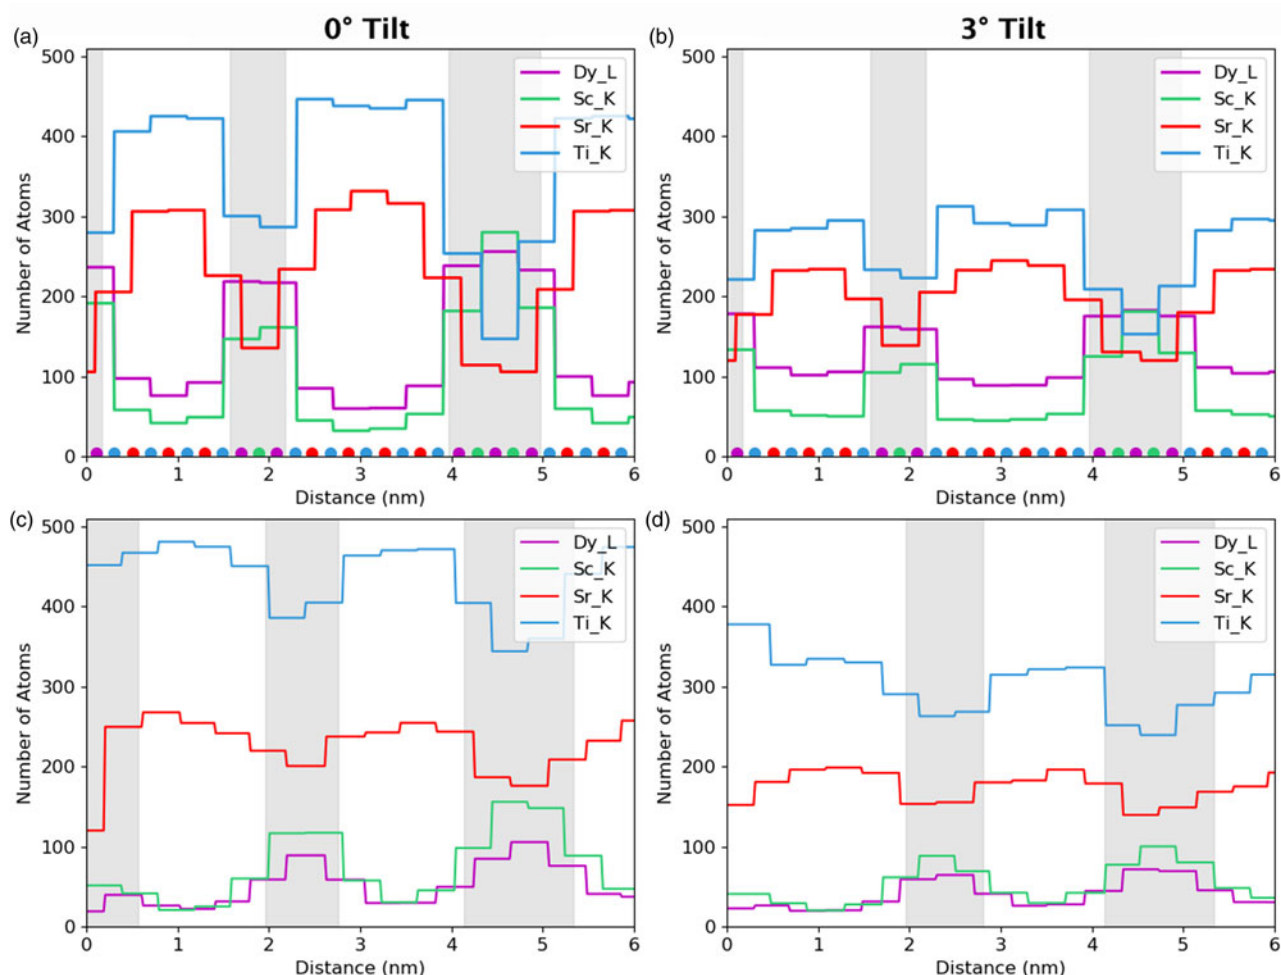 0° Tilt
3° Tilt
(a)
500
400
300
200
100
0
Number of Atoms
Dy_L
Sc_K
Sr_K
Ti_K
0 1 2 3 4 5 6
Distance (nm)
(b)
500
400
300
200
100
0
Number of Atoms
Dy_L
Sc_K
Sr_K
Ti_K
0 1 2 3 4 5 6
Distance (nm)
(c)
500
400
300
200
100
0
Number of Atoms
Dy_L
Sc_K
Sr_K
Ti_K
0 1 2 3 4 5 6
Distance (nm)
(d)
500
400
300
200
100
0
Number of Atoms
Dy_L
Sc_K
Sr_K
Ti_K
0 1 2 3 4 5 6
Distance (nm)